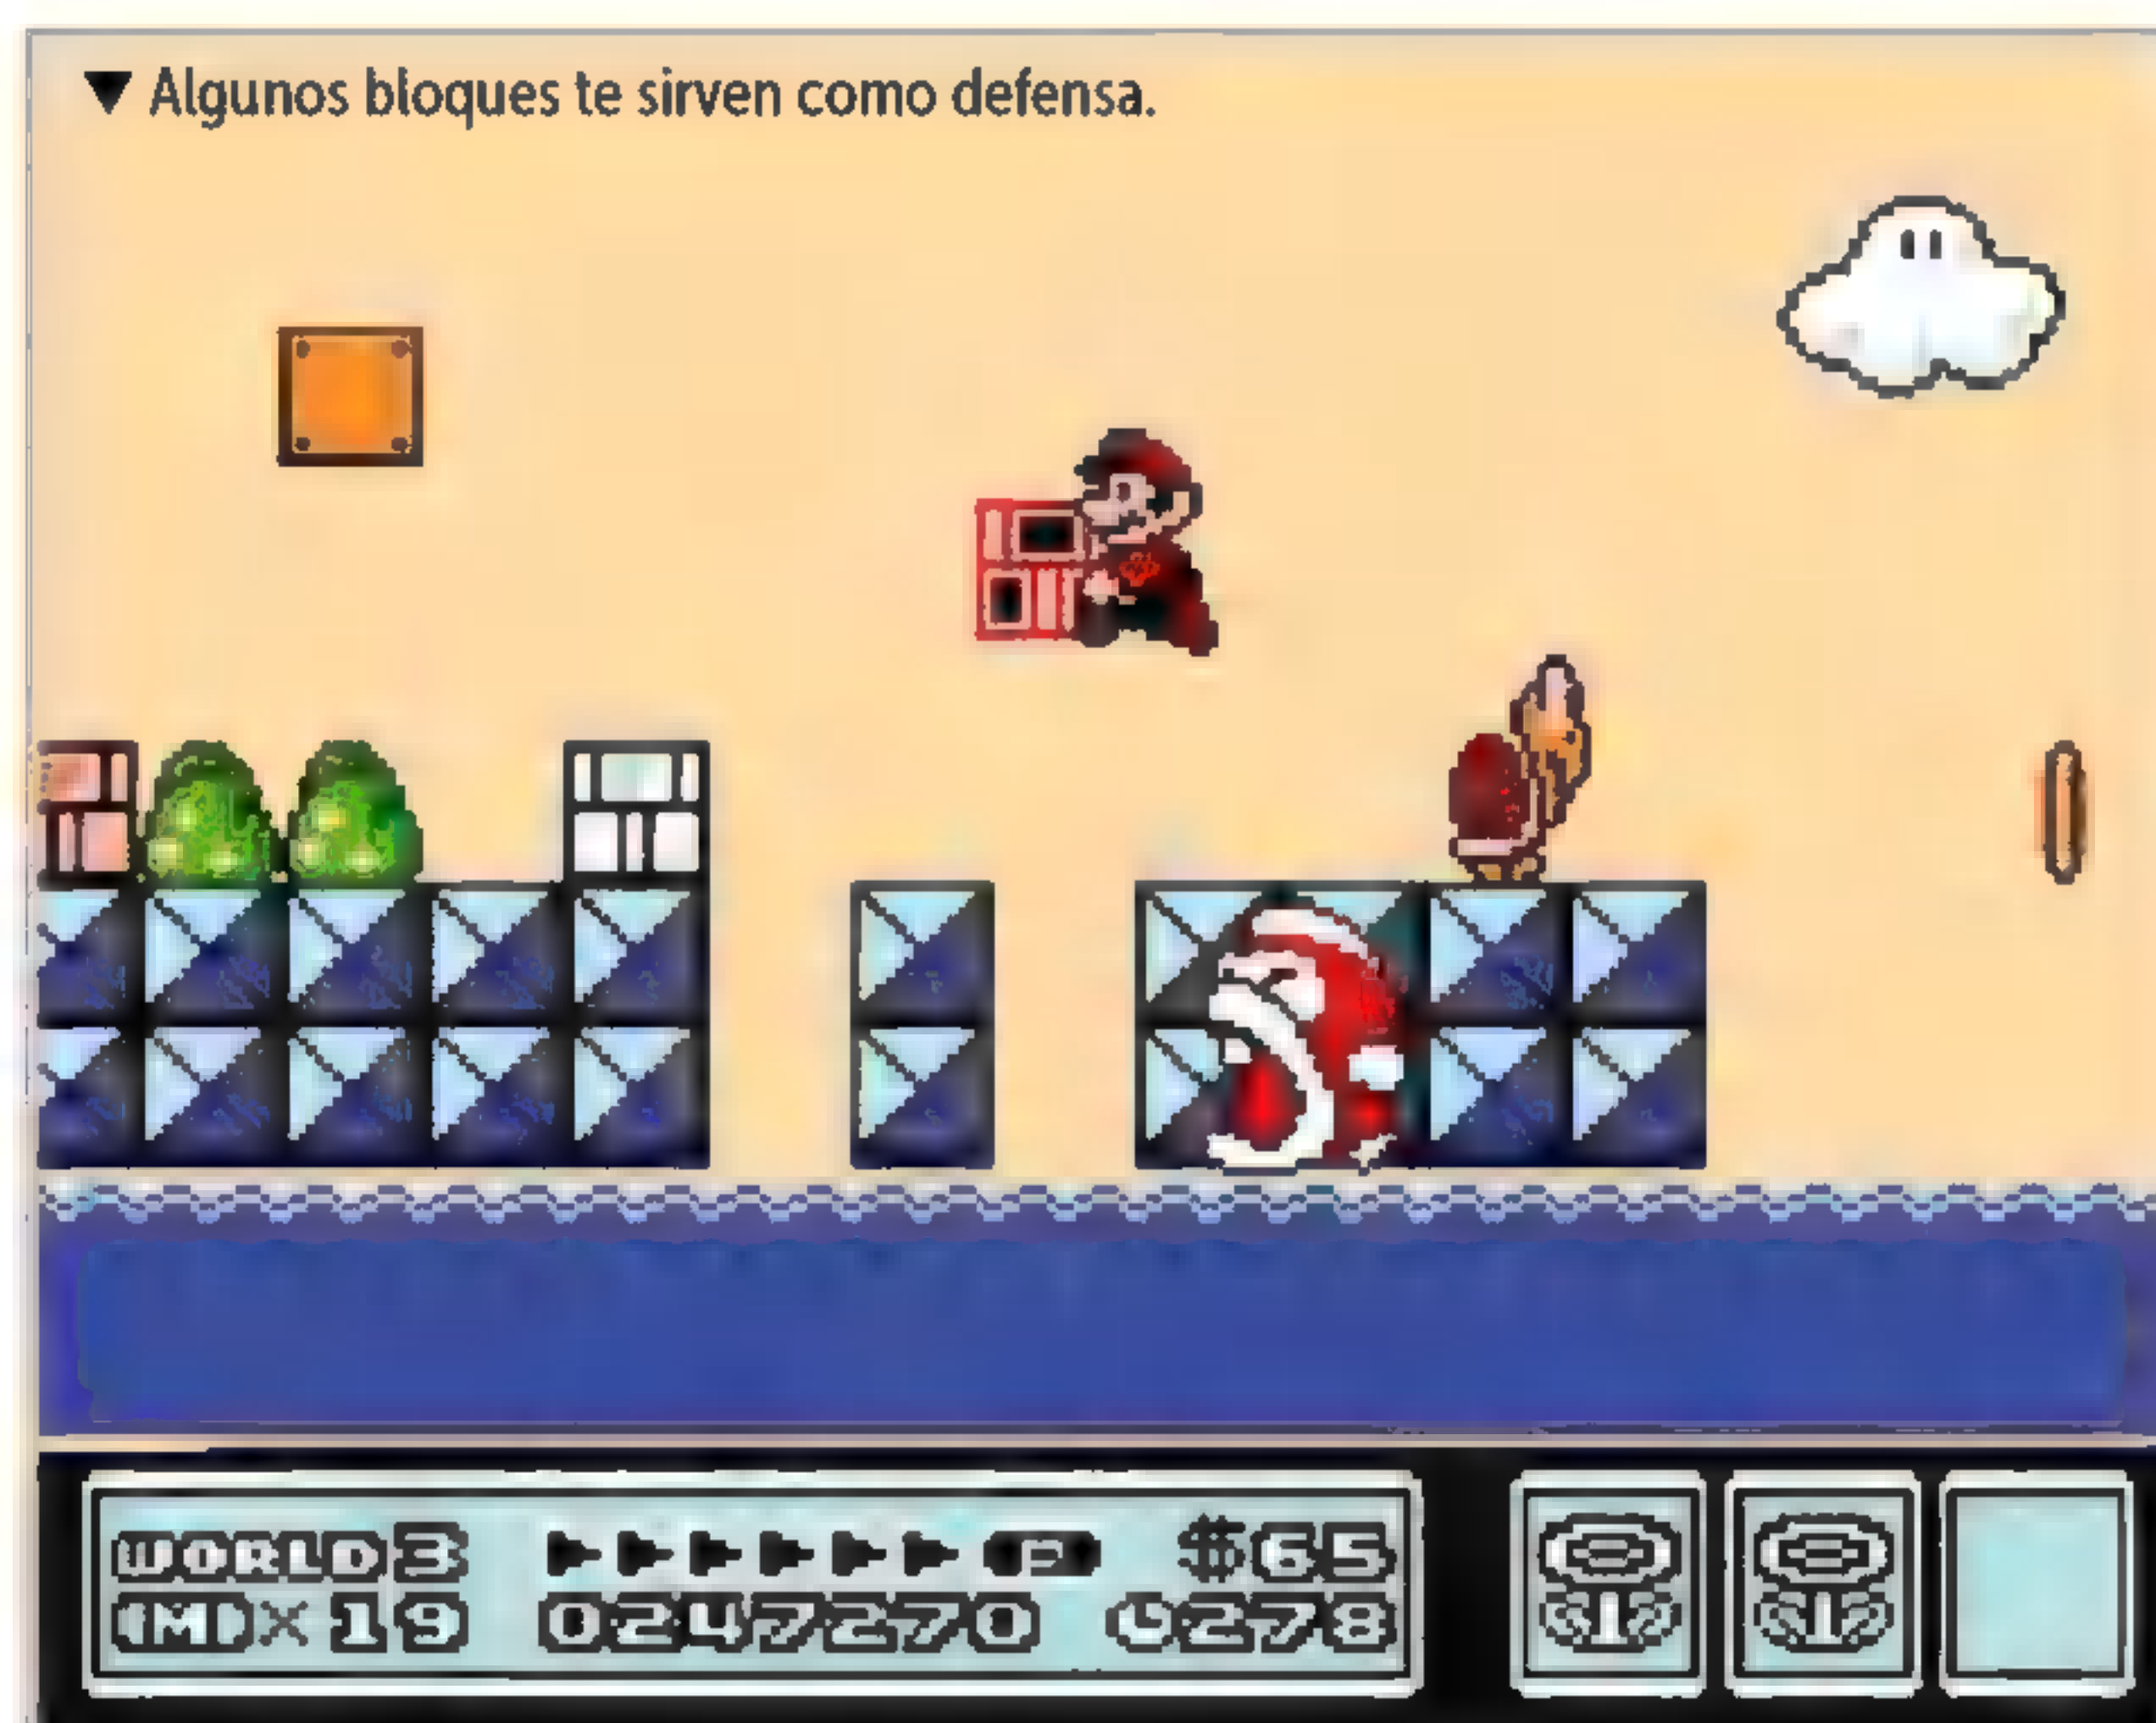 ▼ Algunos bloques te sirven como defensa.
WORLD 3 ►►►►►► P $65
M × 19 0247270 278